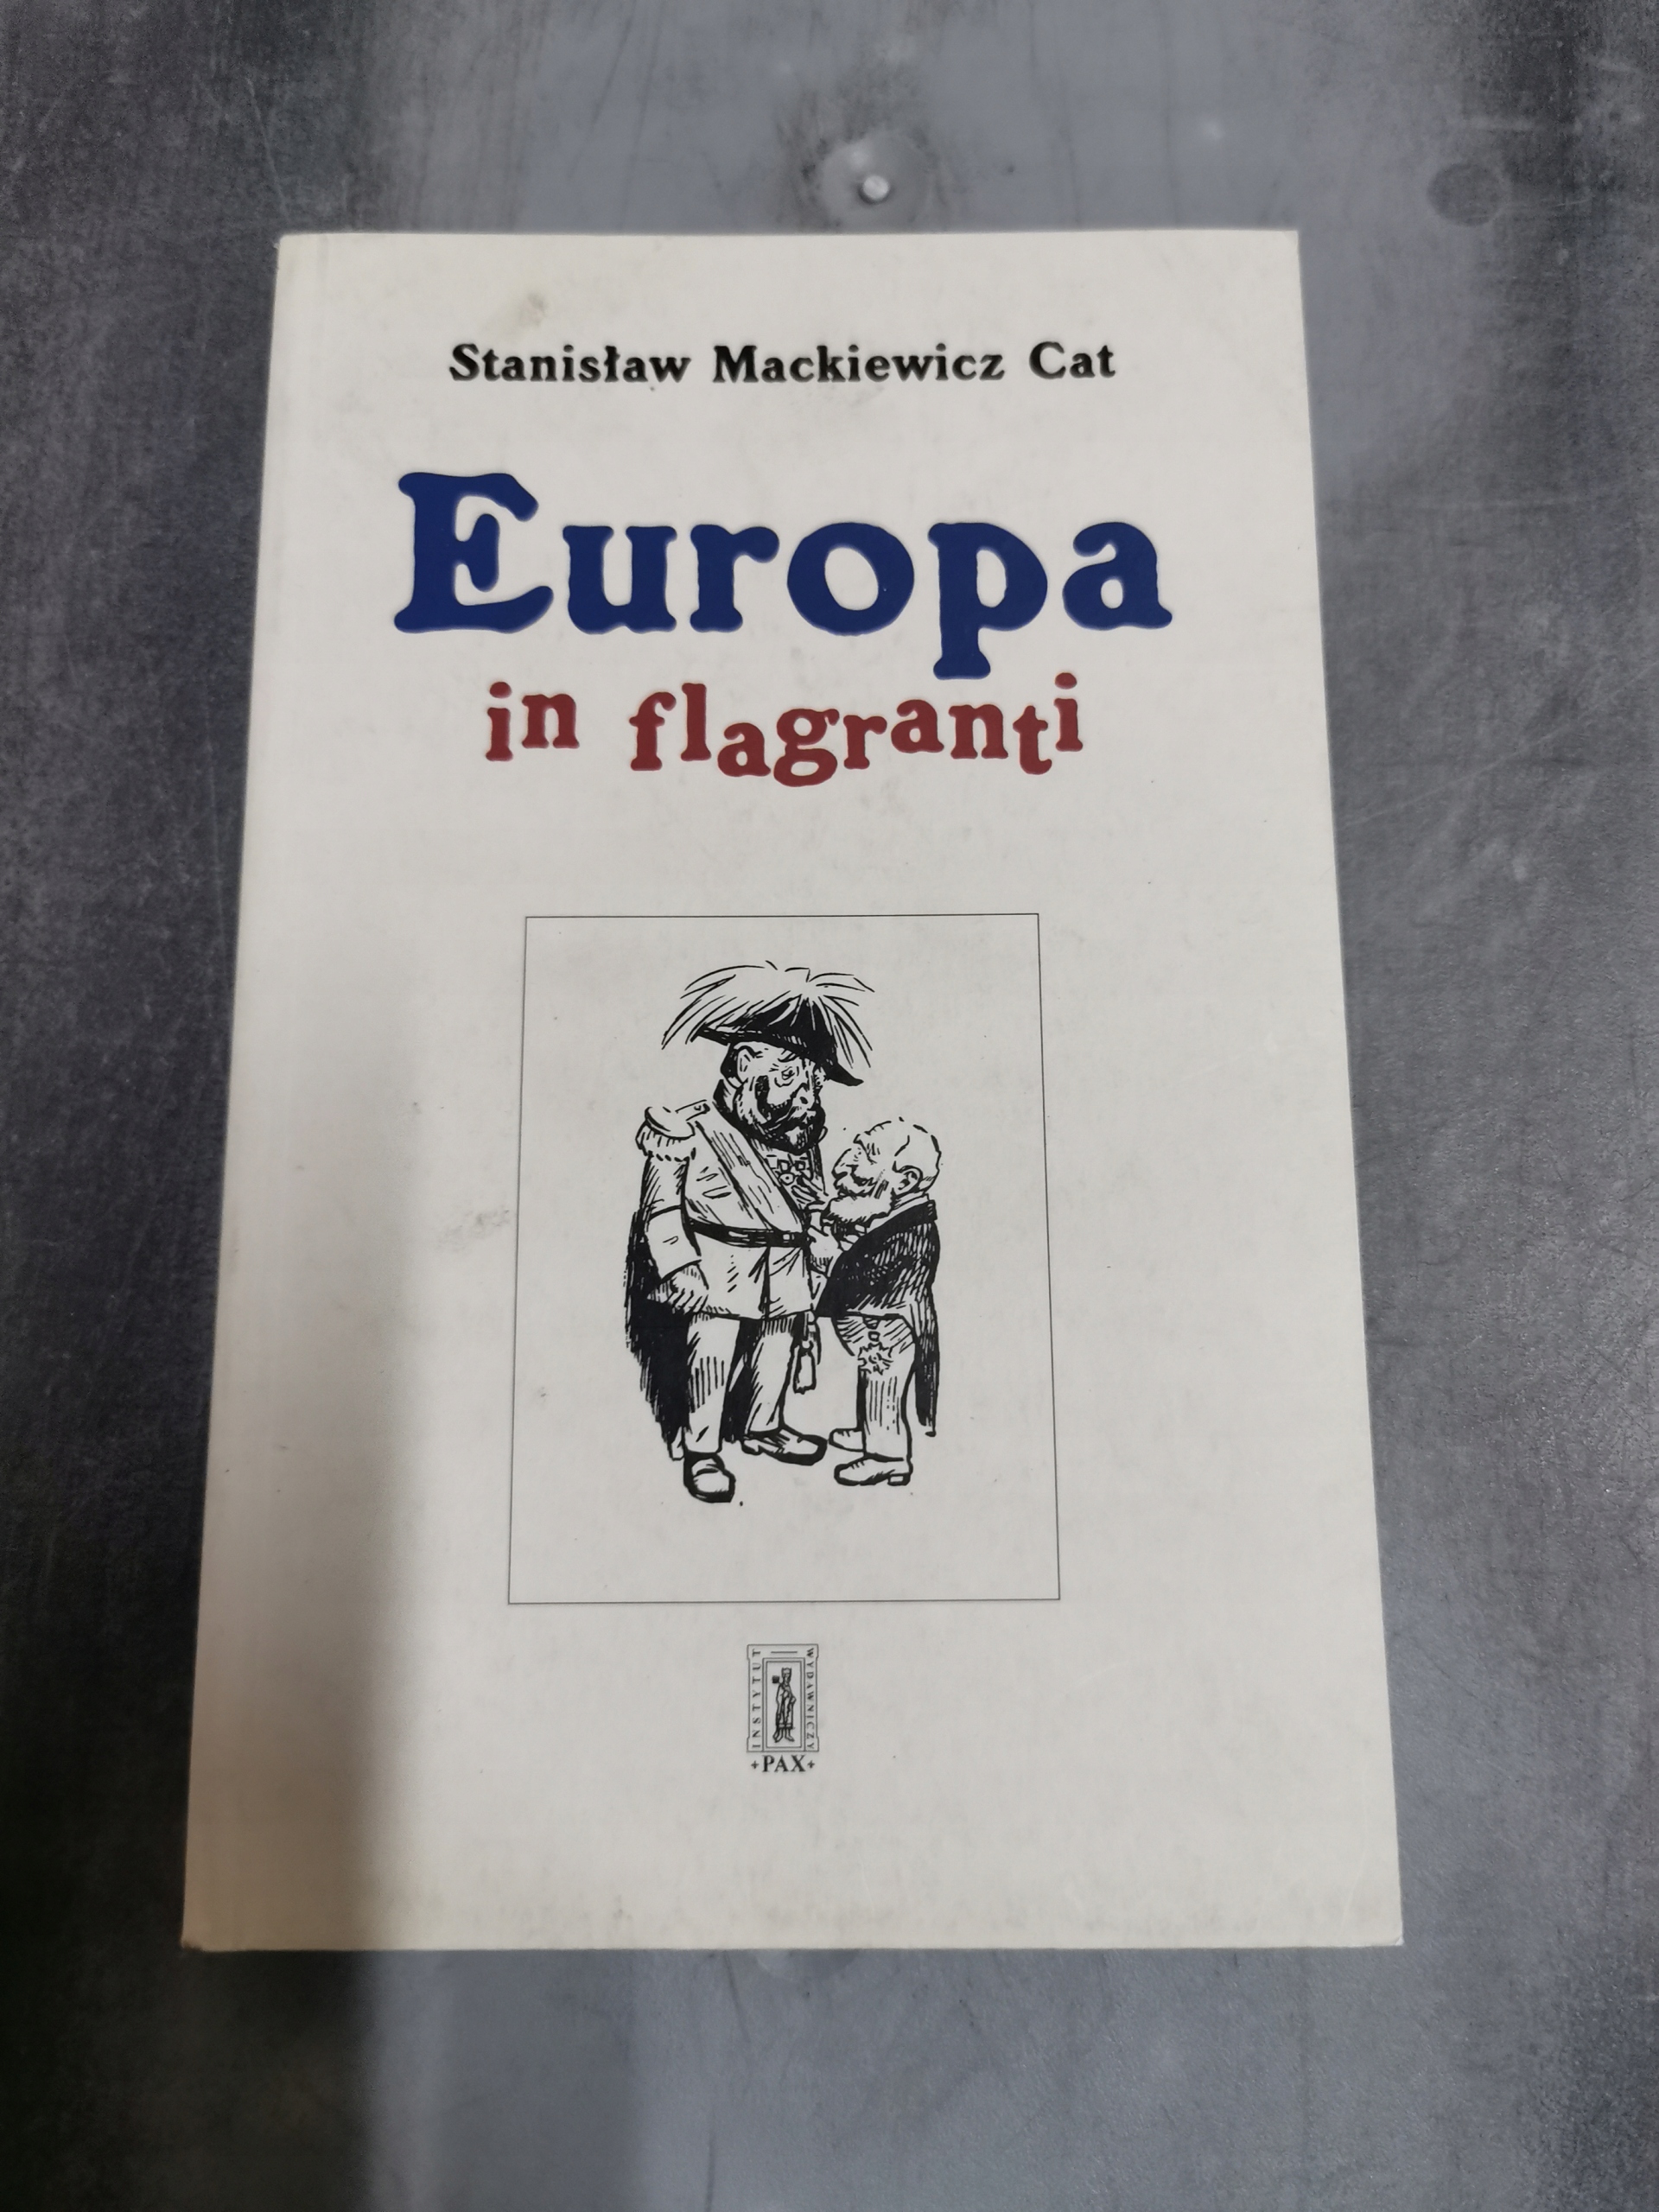 Stanisław Mackiewicz Cat
Europa
in flagranti
INSTYTUT
WYDAWNICZY
+PAX+